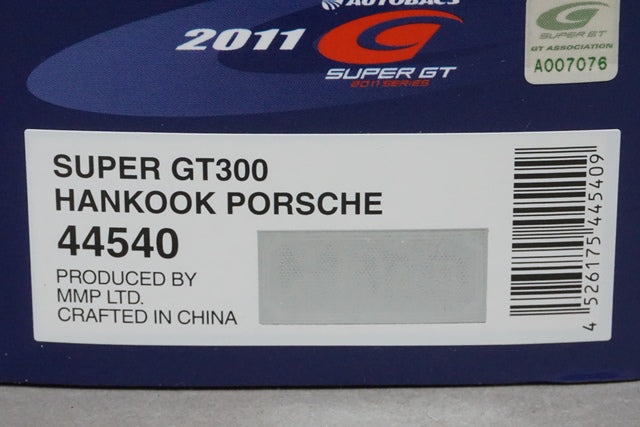 AUTOBACS
2011
SUPER GT
2011 SERIES
SUPER GT
GT ASSOCIATION
A007076
SUPER GT300
HANKOOK PORSCHE
44540
PRODUCED BY
MMP LTD.
CRAFTED IN CHINA
4 526175 445409